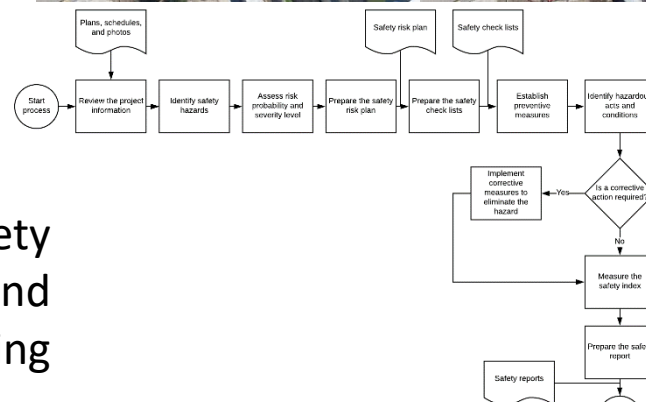 Plans, schedules,
and photos
Safety risk plan
Safety check lists
Start
process
Review the project
information
Identify safety
hazards
Assess risk
probability and
severity level
Prepare the safety
risk plan
Prepare the safety
check lists
Establish
preventive
measures
Identify hazardou
acts and
conditions
Implement
corrective
measures to
eliminate the
hazard
Yes
Is a corrective
action required?
No
ety
nd
ing
Measure the
safety index
Prepare the safe
report
Safety reports